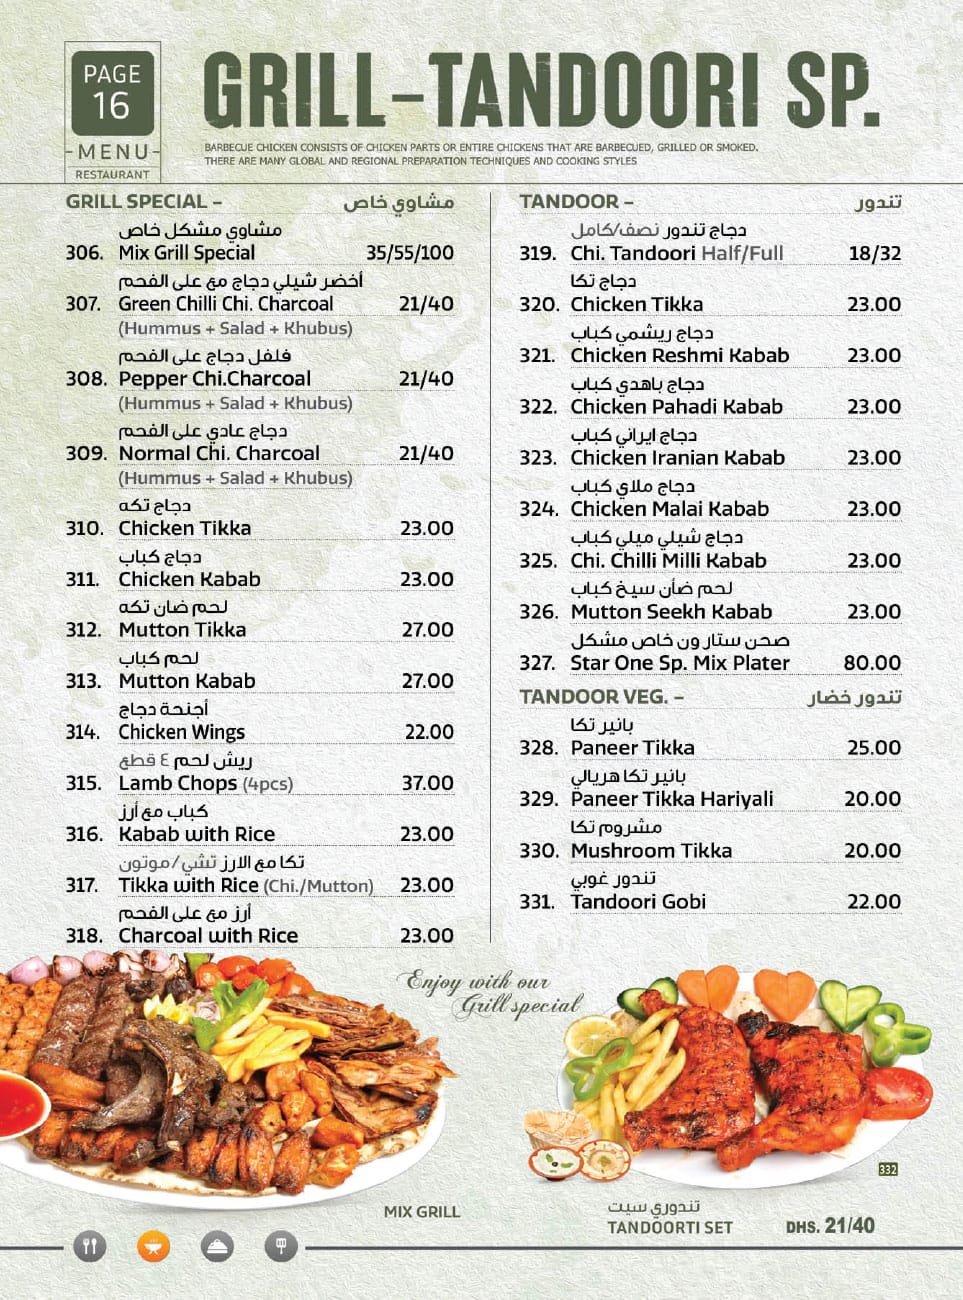 PAGE
16
-MENU-
RESTAURANT
GRILL-TANDOORI SP.
BARBECUE CHICKEN CONSISTS OF CHICKEN PARTS OR ENTIRE CHICKENS THAT ARE BARBECUED, GRILLED OR SMOKED.
THERE ARE MANY GLOBAL AND REGIONAL PREPARATION TECHNIQUES AND COOKING STYLES
GRILL SPECIAL – مشاوي خاص
مشاوي مشكل خاص
306. Mix Grill Special 35/55/100
أخضر شيلي دجاج مع على الفحم
307. Green Chilli Chi. Charcoal 21/40
(Hummus + Salad + Khubus)
فلفل دجاج على الفحم
308. Pepper Chi.Charcoal 21/40
(Hummus + Salad + Khubus)
دجاج عادي على الفحم
309. Normal Chi. Charcoal 21/40
(Hummus + Salad + Khubus)
دجاج تكه
310. Chicken Tikka 23.00
دجاج كباب
311. Chicken Kabab 23.00
لحم ضان تكه
312. Mutton Tikka 27.00
لحم كباب
313. Mutton Kabab 27.00
أجنحة دجاج
314. Chicken Wings 22.00
ريش لحم ٤ قطع
315. Lamb Chops (4pcs) 37.00
كباب مع أرز
316. Kabab with Rice 23.00
تكا مع الارز تشي/موتون
317. Tikka with Rice (Chi./Mutton) 23.00
أرز مع على الفحم
318. Charcoal with Rice 23.00
TANDOOR – تندور
دجاج تندور نصف/كامل
319. Chi. Tandoori Half/Full 18/32
دجاج تكا
320. Chicken Tikka 23.00
دجاج ريشمي كباب
321. Chicken Reshmi Kabab 23.00
دجاج باهدي كباب
322. Chicken Pahadi Kabab 23.00
دجاج ايراني كباب
323. Chicken Iranian Kabab 23.00
دجاج ملاي كباب
324. Chicken Malai Kabab 23.00
دجاج شيلي ميلي كباب
325. Chi. Chilli Milli Kabab 23.00
لحم ضأن سيخ كباب
326. Mutton Seekh Kabab 23.00
صحن ستار ون خاص مشكل
327. Star One Sp. Mix Plater 80.00
TANDOOR VEG. – تندور خضار
بانير تكا
328. Paneer Tikka 25.00
بانير تكا هريالي
329. Paneer Tikka Hariyali 20.00
مشروم تكا
330. Mushroom Tikka 20.00
تندور غوبي
331. Tandoori Gobi 22.00
Enjoy with our
Grill special
332
MIX GRILL
تندوري سيت
TANDOORTI SET DHS. 21/40